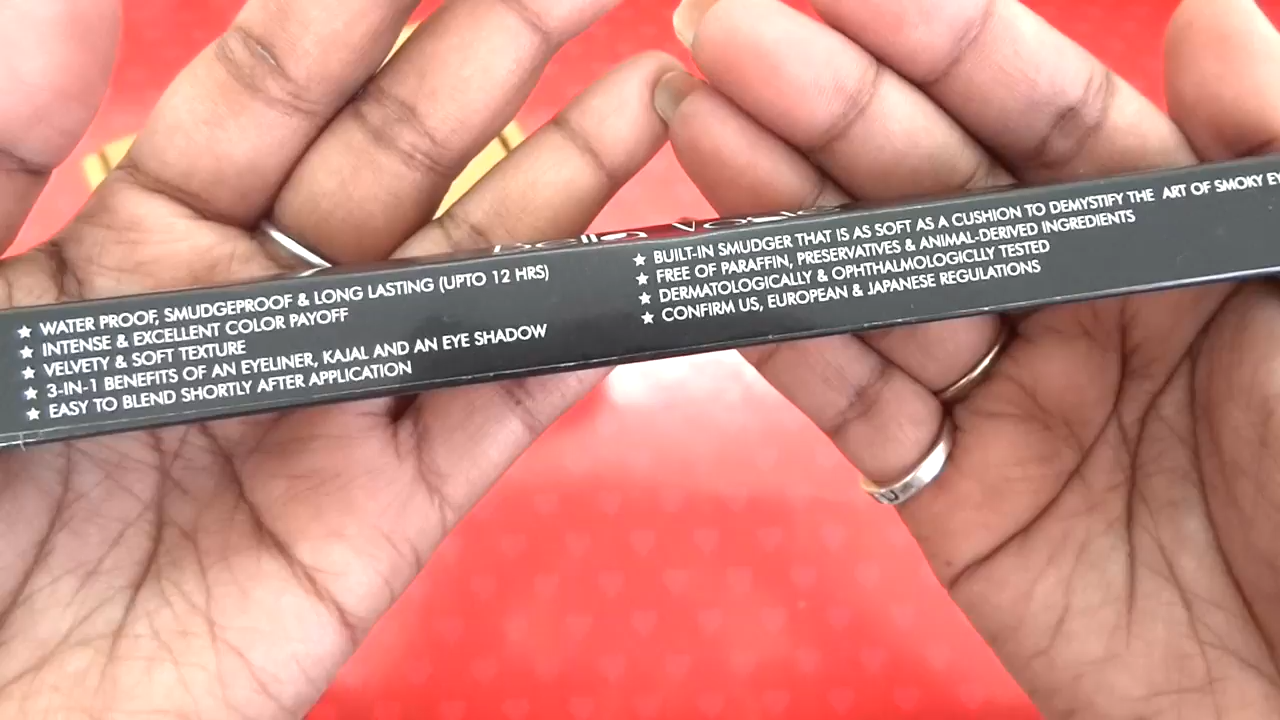 ★ WATER PROOF, SMUDGEPROOF & LONG LASTING (UPTO 12 HRS)
★ INTENSE & EXCELLENT COLOR PAYOFF
★ VELVETY & SOFT TEXTURE
★ 3-IN-1 BENEFITS OF AN EYELINER, KAJAL AND AN EYE SHADOW
★ EASY TO BLEND SHORTLY AFTER APPLICATION
★ BUILT-IN SMUDGER THAT IS AS SOFT AS A CUSHION TO DEMYSTIFY THE ART OF SMOKY
★ FREE OF PARAFFIN, PRESERVATIVES & ANIMAL-DERIVED INGREDIENTS
★ DERMATOLOGICALLY & OPHTHALMOLOGICLLY TESTED
★ CONFIRM US, EUROPEAN & JAPANESE REGULATIONS